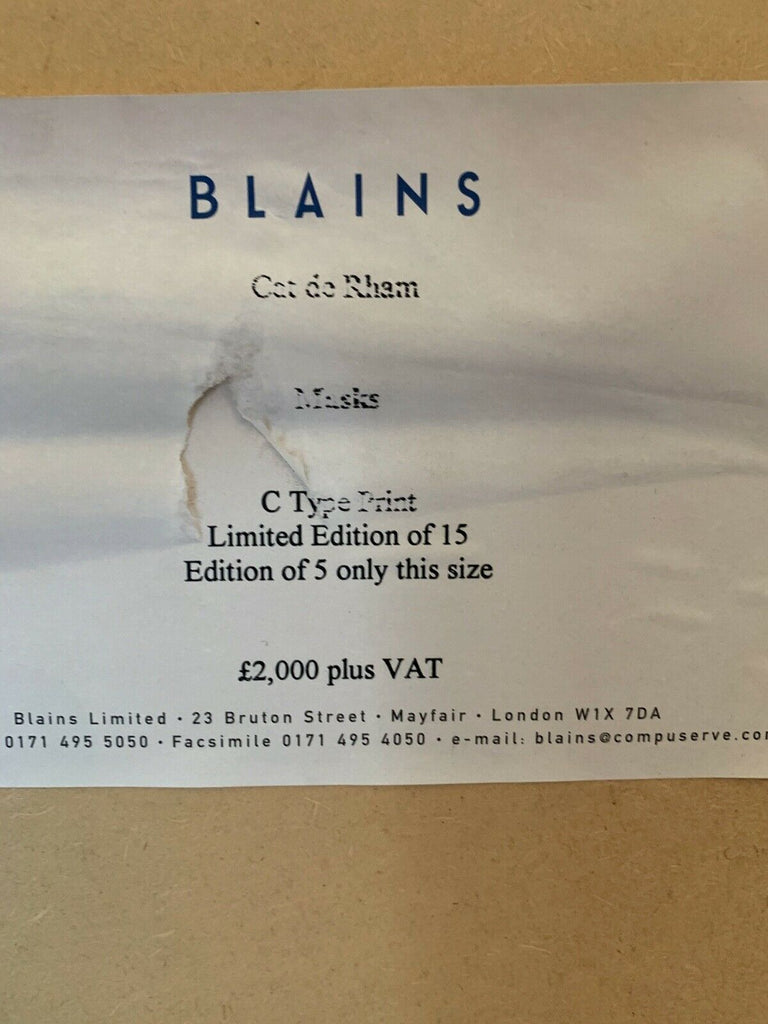 BLAINS
Cat de Rham
Masks
C Type Print
Limited Edition of 15
Edition of 5 only this size
£2,000 plus VAT
Blains Limited · 23 Bruton Street · Mayfair · London W1X 7DA
0171 495 5050 · Facsimile 0171 495 4050 · e-mail: blains@compuserve.co